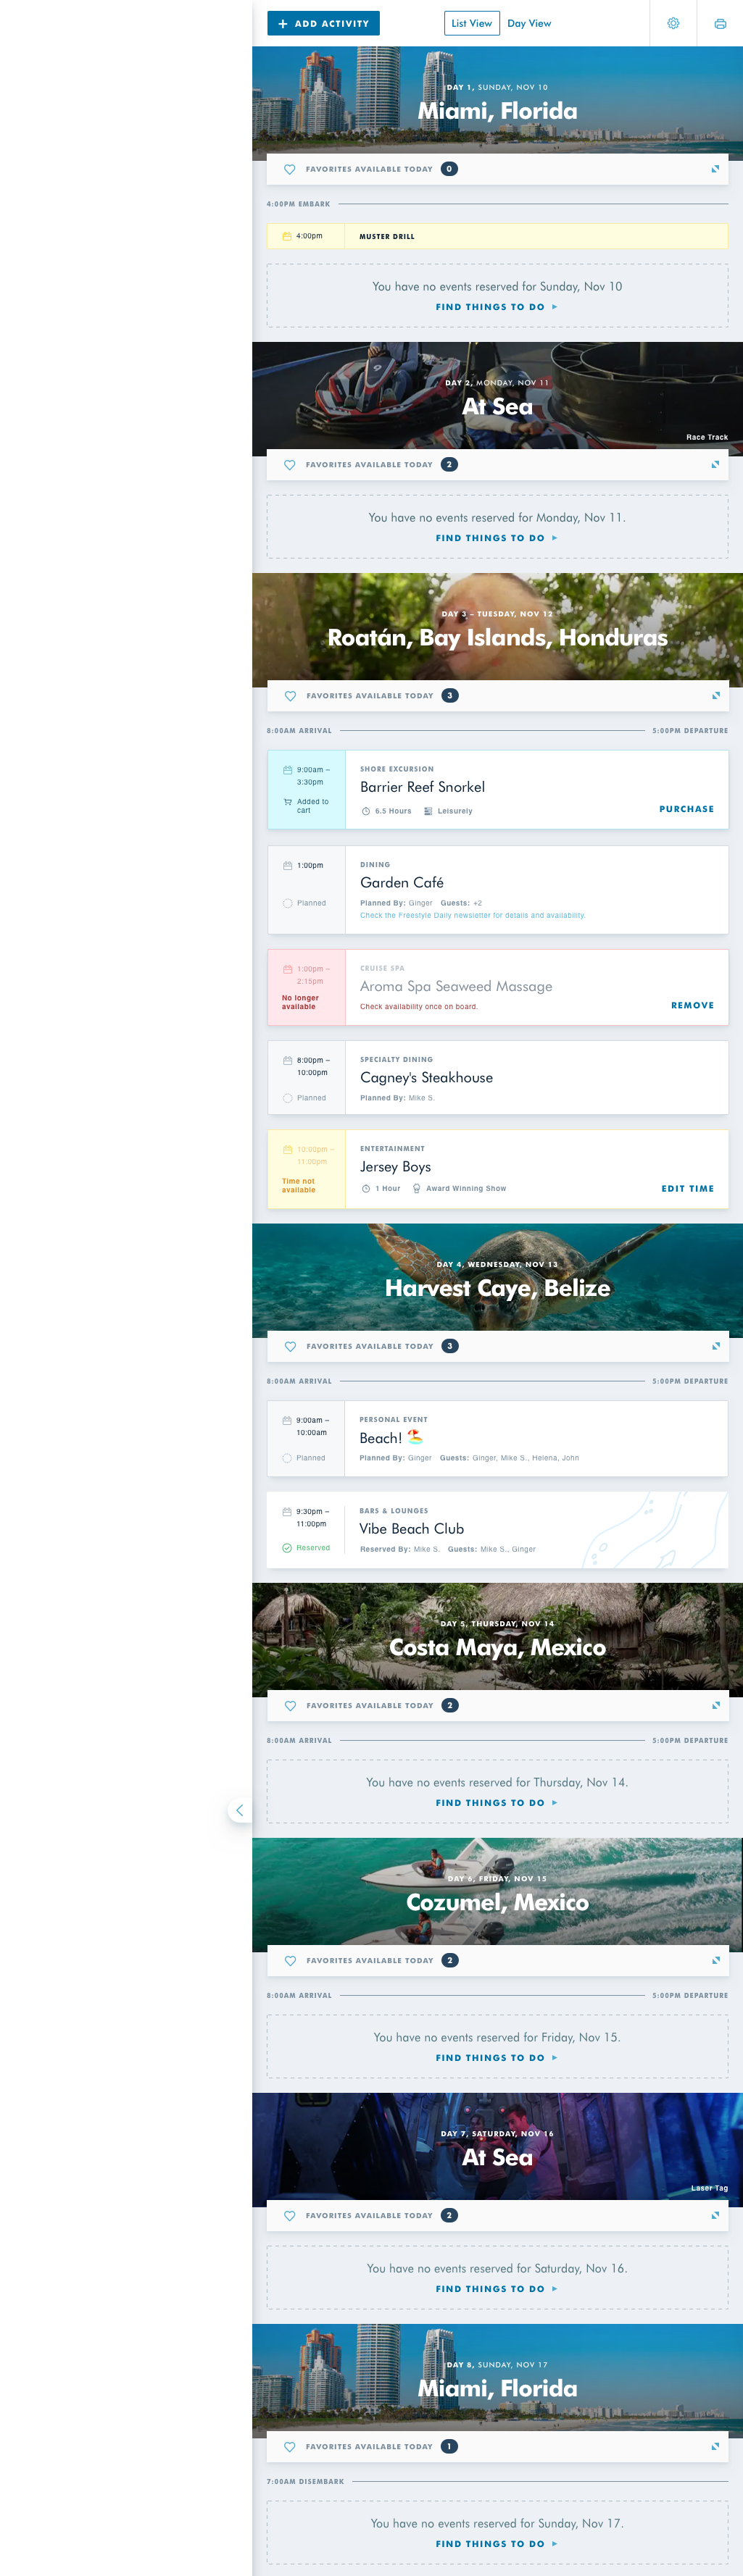 ADD ACTIVITY
List View
Day View
DAY 1, SUNDAY, NOV 10
Miami, Florida
FAVORITES AVAILABLE TODAY 0
4:00PM EMBARK
4:00pm
MUSTER DRILL
You have no events reserved for Sunday, Nov 10
FIND THINGS TO DO
DAY 2, MONDAY, NOV 11
At Sea
Race Track
FAVORITES AVAILABLE TODAY 2
You have no events reserved for Monday, Nov 11.
FIND THINGS TO DO
DAY 3 – TUESDAY, NOV 12
Roatán, Bay Islands, Honduras
FAVORITES AVAILABLE TODAY 3
8:00AM ARRIVAL
5:00PM DEPARTURE
9:00am –
3:30pm
Added to
cart
SHORE EXCURSION
Barrier Reef Snorkel
6.5 Hours
Leisurely
PURCHASE
1:00pm
Planned
DINING
Garden Café
Planned By: Ginger Guests: +2
Check the Freestyle Daily newsletter for details and availability.
1:00pm –
2:15pm
No longer
available
CRUISE SPA
Aroma Spa Seaweed Massage
Check availability once on board.
REMOVE
8:00pm –
10:00pm
Planned
SPECIALTY DINING
Cagney's Steakhouse
Planned By: Mike S.
10:00pm –
11:00pm
Time not
available
ENTERTAINMENT
Jersey Boys
1 Hour
Award Winning Show
EDIT TIME
DAY 4, WEDNESDAY, NOV 13
Harvest Caye, Belize
FAVORITES AVAILABLE TODAY 3
8:00AM ARRIVAL
5:00PM DEPARTURE
9:00am –
10:00am
Planned
PERSONAL EVENT
Beach! 🏖
Planned By: Ginger Guests: Ginger, Mike S., Helena, John
9:30pm –
11:00pm
Reserved
BARS & LOUNGES
Vibe Beach Club
Reserved By: Mike S. Guests: Mike S., Ginger
DAY 5, THURSDAY, NOV 14
Costa Maya, Mexico
FAVORITES AVAILABLE TODAY 2
8:00AM ARRIVAL
5:00PM DEPARTURE
You have no events reserved for Thursday, Nov 14.
FIND THINGS TO DO
DAY 6, FRIDAY, NOV 15
Cozumel, Mexico
FAVORITES AVAILABLE TODAY 2
8:00AM ARRIVAL
5:00PM DEPARTURE
You have no events reserved for Friday, Nov 15.
FIND THINGS TO DO
DAY 7, SATURDAY, NOV 16
At Sea
Laser Tag
FAVORITES AVAILABLE TODAY 2
You have no events reserved for Saturday, Nov 16.
FIND THINGS TO DO
DAY 8, SUNDAY, NOV 17
Miami, Florida
FAVORITES AVAILABLE TODAY 1
7:00AM DISEMBARK
You have no events reserved for Sunday, Nov 17.
FIND THINGS TO DO